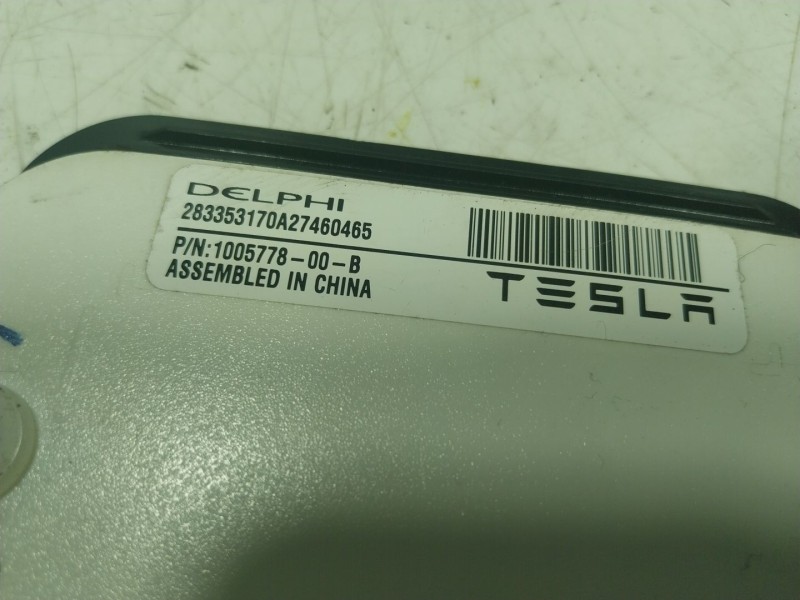 DELPHI
283353170A27460465
P/N:1005778-00-B
ASSEMBLED IN CHINA
TESLA